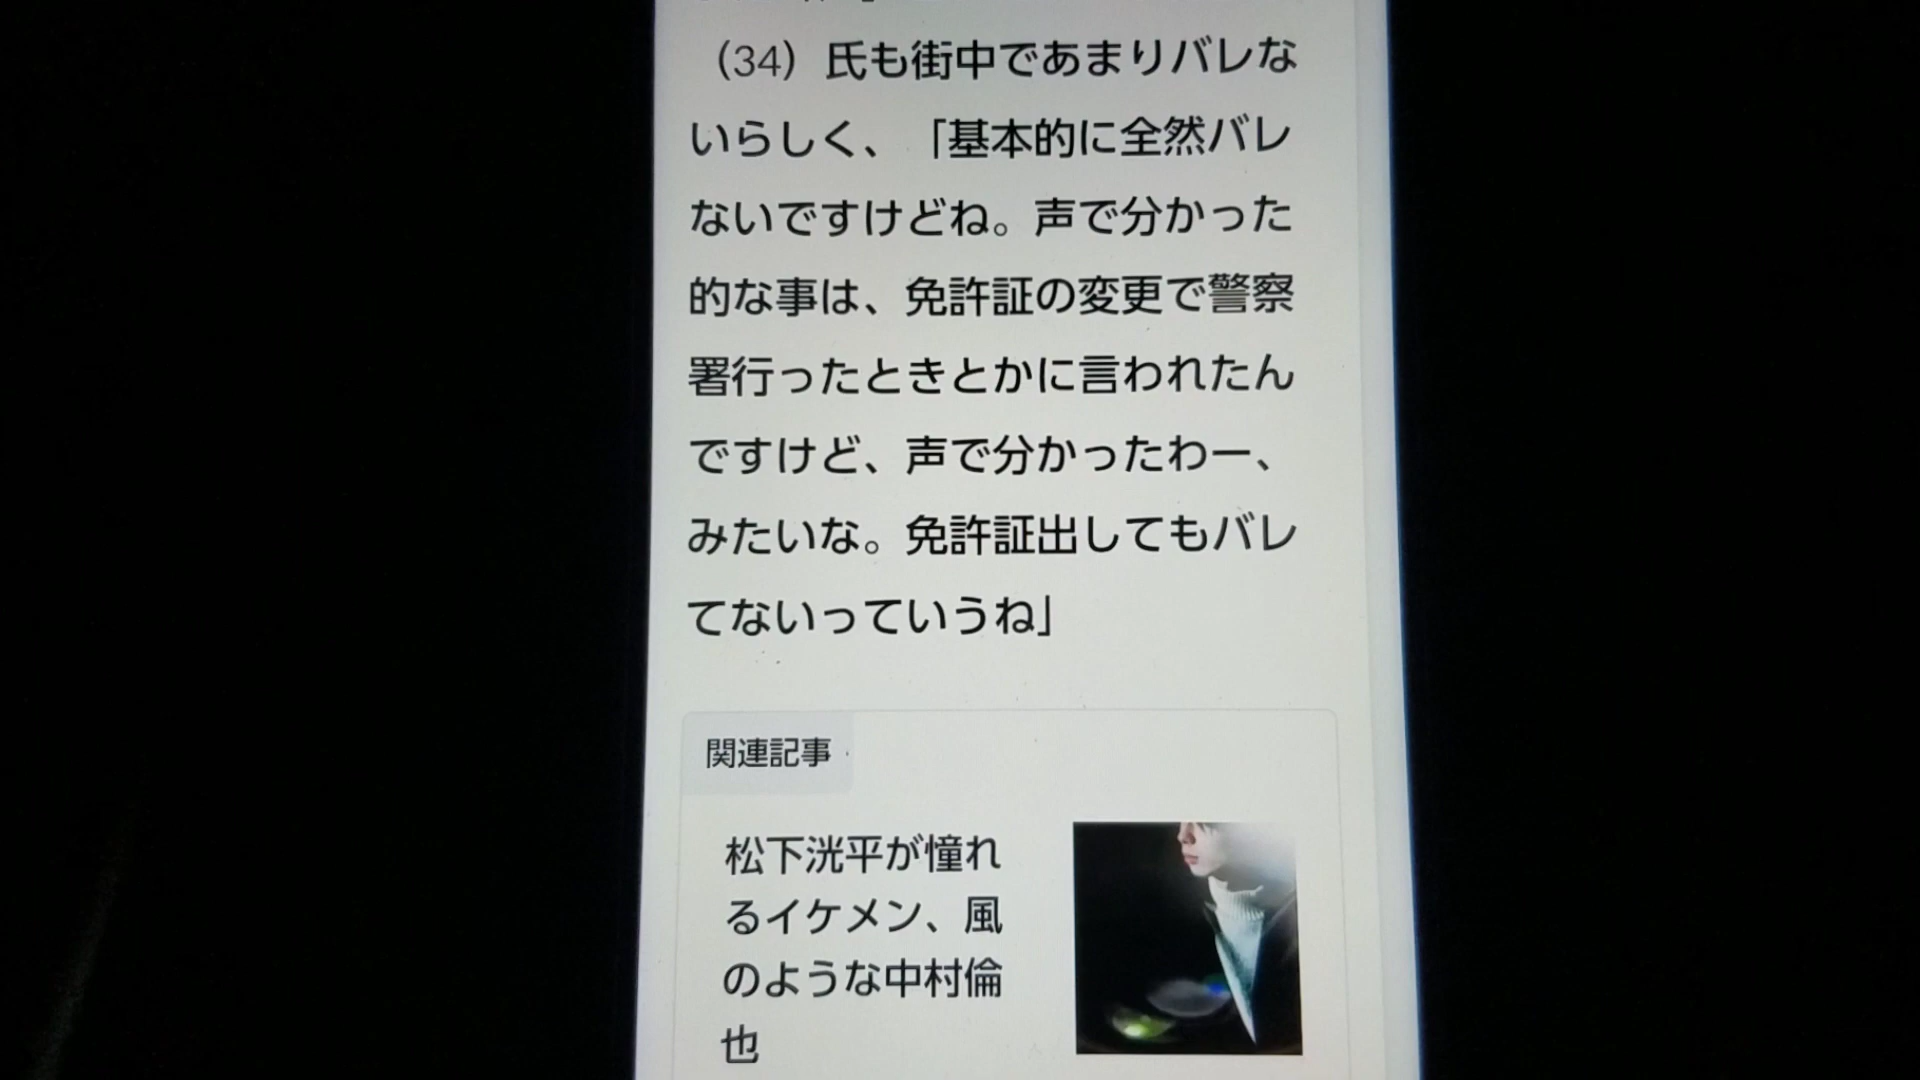 （34）氏も街中であまりバレな
いらしく、「基本的に全然バレ
ないですけどね。声で分かった
的な事は、免許証の変更で警察
署行ったときとかに言われたん
ですけど、声で分かったわー、
みたいな。免許証出してもバレ
てないっていうね」
関連記事
松下洸平が憧れ
るイケメン、風
のような中村倫
也